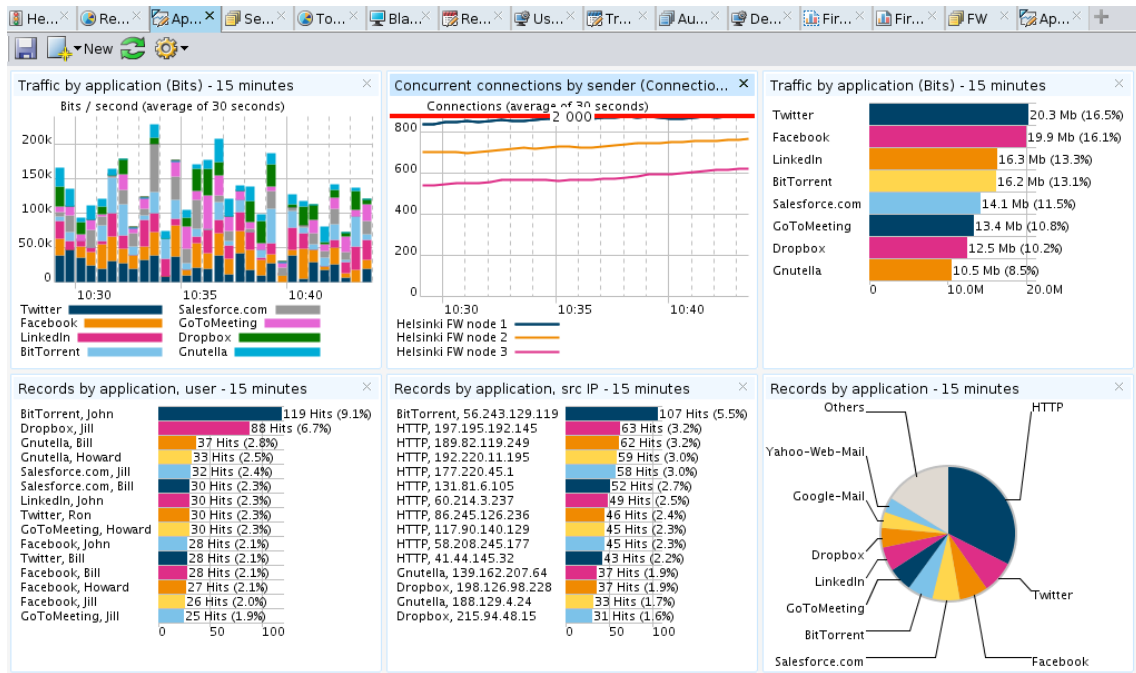 He... Re... Ap... Se... To... Bla... Re... Us... Tr... Au... De... Fir... Fir... FW Ap...
New
Traffic by application (Bits) - 15 minutes
Bits / second (average of 30 seconds)
200k
150k
100k
50.0k
0
10:30 10:35 10:40
Twitter Salesforce.com
Facebook GoToMeeting
LinkedIn Dropbox
BitTorrent Gnutella
Concurrent connections by sender (Connectio...
Connections (average of 30 seconds)
2 000
800
600
400
200
0
10:30 10:35 10:40
Helsinki FW node 1
Helsinki FW node 2
Helsinki FW node 3
Traffic by application (Bits) - 15 minutes
Twitter 20.3 Mb (16.5%)
Facebook 19.9 Mb (16.1%)
LinkedIn 16.3 Mb (13.3%)
BitTorrent 16.2 Mb (13.1%)
Salesforce.com 14.1 Mb (11.5%)
GoToMeeting 13.4 Mb (10.8%)
Dropbox 12.5 Mb (10.2%)
Gnutella 10.5 Mb (8.5%)
0 10.0M 20.0M
Records by application, user - 15 minutes
BitTorrent, John 119 Hits (9.1%)
Dropbox, Jill 88 Hits (6.7%)
Gnutella, Bill 37 Hits (2.8%)
Gnutella, Howard 33 Hits (2.5%)
Salesforce.com, Jill 32 Hits (2.4%)
Salesforce.com, Bill 30 Hits (2.3%)
LinkedIn, John 30 Hits (2.3%)
Twitter, Ron 30 Hits (2.3%)
GoToMeeting, Howard 30 Hits (2.3%)
Facebook, John 28 Hits (2.1%)
Twitter, Bill 28 Hits (2.1%)
Facebook, Bill 28 Hits (2.1%)
Facebook, Howard 27 Hits (2.1%)
Facebook, Jill 26 Hits (2.0%)
GoToMeeting, Jill 25 Hits (1.9%)
0 50 100
Records by application, src IP - 15 minutes
BitTorrent, 56.243.129.119 107 Hits (5.5%)
HTTP, 197.195.192.145 63 Hits (3.2%)
HTTP, 189.82.119.249 62 Hits (3.2%)
HTTP, 192.220.11.195 59 Hits (3.0%)
HTTP, 177.220.45.1 58 Hits (3.0%)
HTTP, 131.81.6.105 52 Hits (2.7%)
HTTP, 60.214.3.237 49 Hits (2.5%)
HTTP, 86.245.126.236 46 Hits (2.4%)
HTTP, 117.90.140.129 45 Hits (2.3%)
HTTP, 58.208.245.177 45 Hits (2.3%)
HTTP, 41.44.145.32 43 Hits (2.2%)
Gnutella, 139.162.207.64 37 Hits (1.9%)
Dropbox, 198.126.98.228 37 Hits (1.9%)
Gnutella, 188.129.4.24 33 Hits (1.7%)
Dropbox, 215.94.48.15 31 Hits (1.6%)
0 50 100
Records by application - 15 minutes
Others HTTP
Yahoo-Web-Mail
Google-Mail
Dropbox
LinkedIn
Twitter
GoToMeeting
BitTorrent
Salesforce.com Facebook